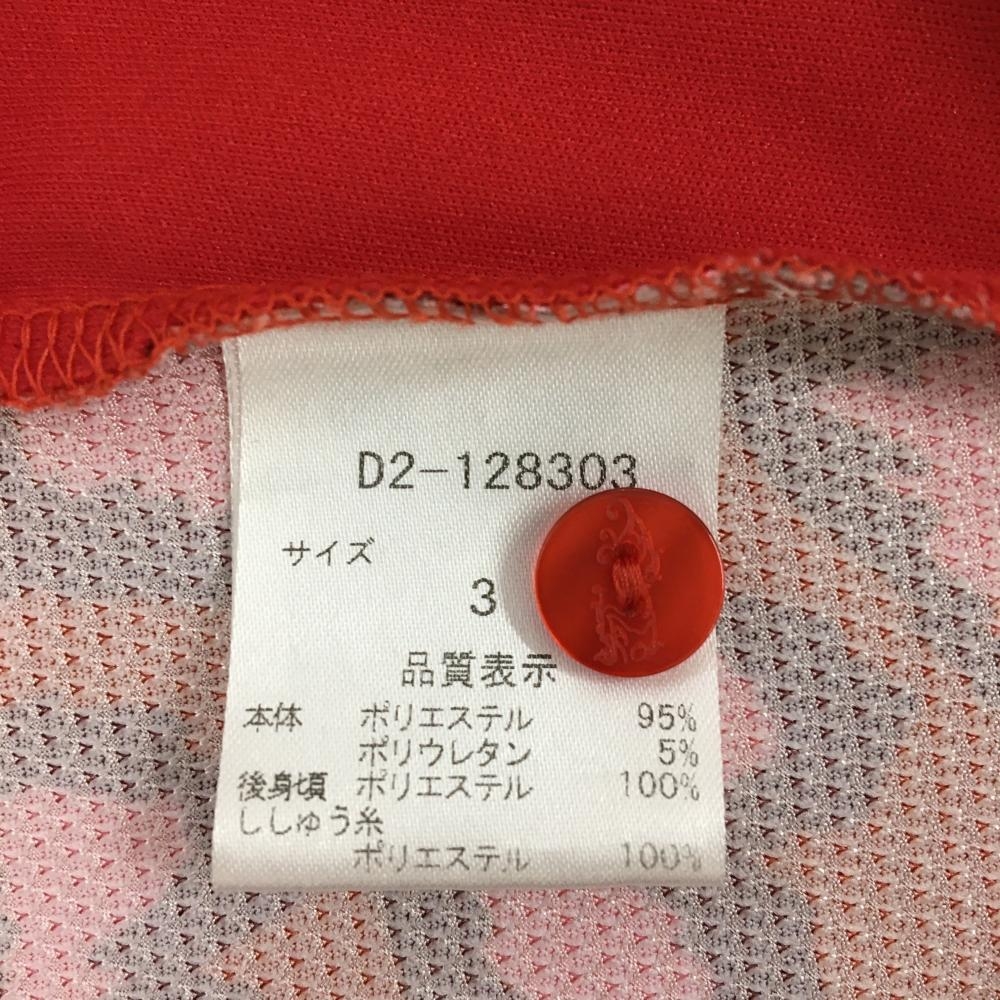 D2-128303
サイズ
3
品質表示
本体 ポリエステル 95%
ポリウレタン 5%
後身頃 ポリエステル 100%
ししゅう糸
ポリエステル 100%